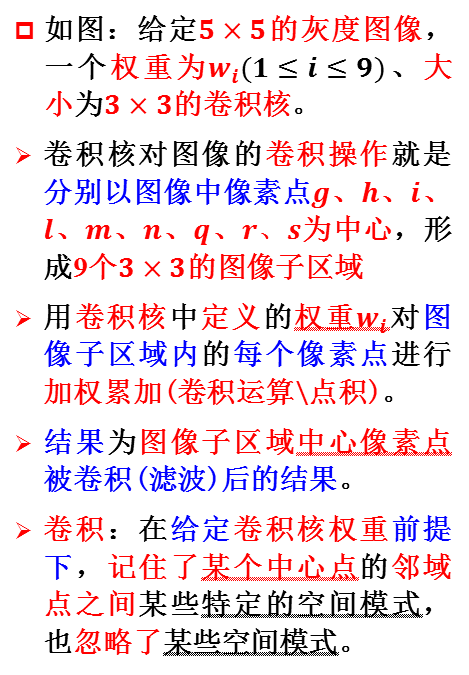 如图：给定5 × 5的灰度图像，
一个权重为wᵢ(1 ≤ i ≤ 9)、大
小为3 × 3的卷积核。
卷积核对图像的卷积操作就是
分别以图像中像素点g、h、i、
l、m、n、q、r、s为中心，形
成9个3 × 3的图像子区域
用卷积核中定义的权重wᵢ对图
像子区域内的每个像素点进行
加权累加(卷积运算\点积)。
结果为图像子区域中心像素点
被卷积(滤波)后的结果。
卷积：在给定卷积核权重前提
下，记住了某个中心点的邻域
点之间某些特定的空间模式，
也忽略了某些空间模式。